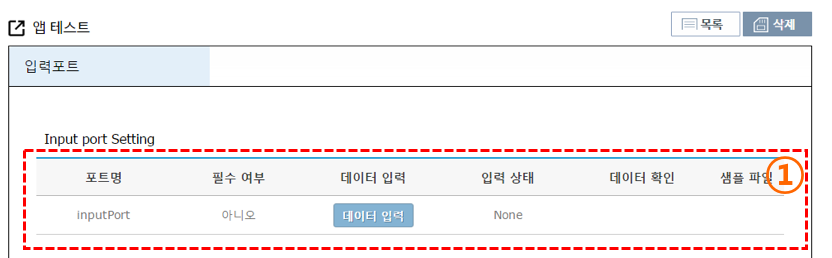 앱 테스트
목록 삭제
입력포트
Input port Setting
포트명 필수 여부 데이터 입력 입력 상태 데이터 확인 샘플 파일 ①
inputPort 아니오 데이터 입력 None